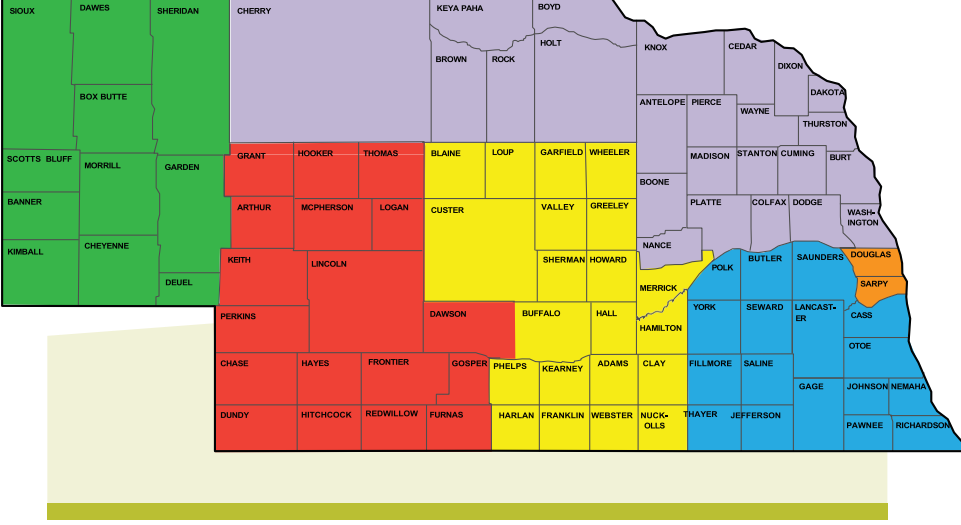 SIOUX
DAWES
SHERIDAN
CHERRY
KEYA PAHA
BOYD
BROWN
ROCK
HOLT
KNOX
CEDAR
DIXON
DAKOTA
BOX BUTTE
ANTELOPE
PIERCE
WAYNE
THURSTON
SCOTTS BLUFF
MORRILL
GARDEN
GRANT
HOOKER
THOMAS
BLAINE
LOUP
GARFIELD
WHEELER
BOONE
MADISON
STANTON
CUMING
BURT
BANNER
ARTHUR
MCPHERSON
LOGAN
CUSTER
VALLEY
GREELEY
PLATTE
COLFAX
DODGE
WASH-
INGTON
KIMBALL
CHEYENNE
DEUEL
KEITH
LINCOLN
SHERMAN
HOWARD
NANCE
MERRICK
POLK
BUTLER
SAUNDERS
DOUGLAS
SARPY
PERKINS
DAWSON
BUFFALO
HALL
HAMILTON
YORK
SEWARD
LANCAST-
ER
CASS
OTOE
CHASE
HAYES
FRONTIER
GOSPER
PHELPS
KEARNEY
ADAMS
CLAY
FILLMORE
SALINE
GAGE
JOHNSON
NEMAHA
DUNDY
HITCHCOCK
REDWILLOW
FURNAS
HARLAN
FRANKLIN
WEBSTER
NUCK-
OLLS
THAYER
JEFFERSON
PAWNEE
RICHARDSON